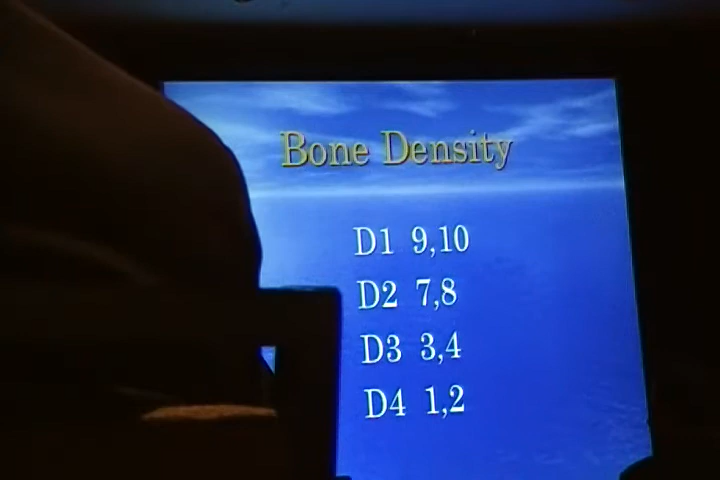 Bone Density
D1 9,10
D2 7,8
D3 3,4
D4 1,2